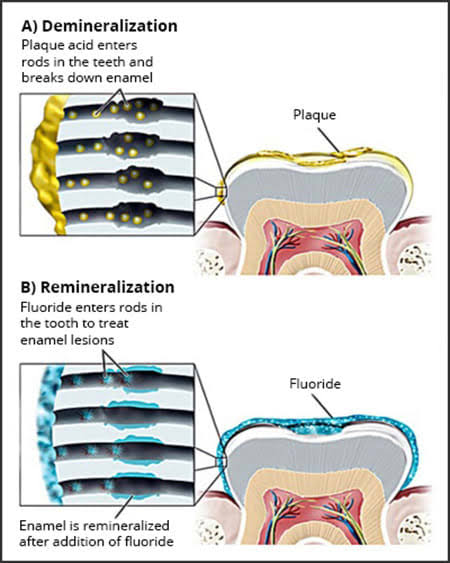 A) Demineralization
Plaque acid enters
rods in the teeth and
breaks down enamel
Plaque
B) Remineralization
Fluoride enters rods in
the tooth to treat
enamel lesions
Fluoride
Enamel is remineralized
after addition of fluoride